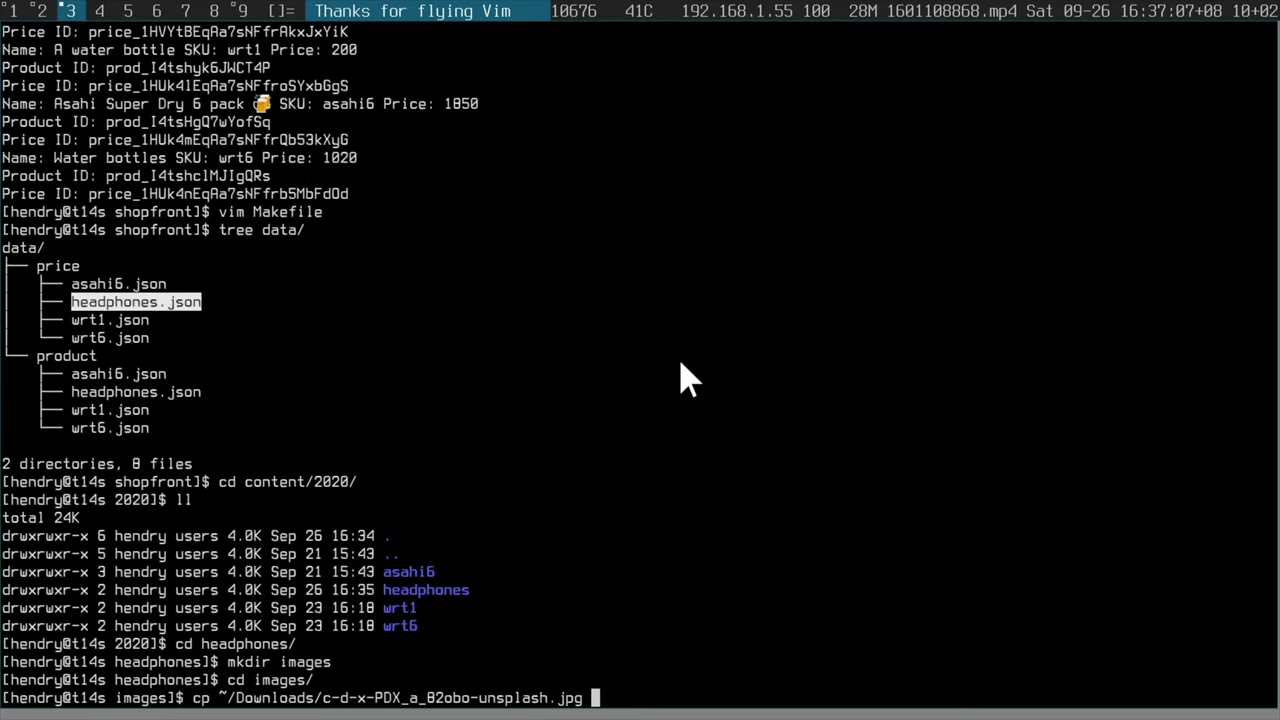 °1 °2 °3 4 5 6 7 8 °9 []= Thanks for flying Vim 10676 41C 192.168.1.55 100 28M 1601108868.mp4 Sat 09-26 16:37:07+08 10+02
Price ID: price_1HVYtBEqAa7sNFfrAkxJxYiK
Name: A water bottle SKU: wrt1 Price: 200
Product ID: prod_I4tshyk6JWCT4P
Price ID: price_1HUk4lEqAa7sNFfroSYxbGgS
Name: Asahi Super Dry 6 pack 🍺 SKU: asahi6 Price: 1850
Product ID: prod_I4tsHgQ7wYofSq
Price ID: price_1HUk4mEqAa7sNFfrQb53kXyG
Name: Water bottles SKU: wrt6 Price: 1020
Product ID: prod_I4tshclMJIgQRs
Price ID: price_1HUk4nEqAa7sNFfrb5MbFdOd
[hendry@t14s shopfront]$ vim Makefile
[hendry@t14s shopfront]$ tree data/
data/
├── price
│   ├── asahi6.json
│   ├── headphones.json
│   ├── wrt1.json
│   └── wrt6.json
└── product
    ├── asahi6.json
    ├── headphones.json
    ├── wrt1.json
    └── wrt6.json
2 directories, 8 files
[hendry@t14s shopfront]$ cd content/2020/
[hendry@t14s 2020]$ ll
total 24K
drwxrwxr-x 6 hendry users 4.0K Sep 26 16:34 .
drwxrwxr-x 5 hendry users 4.0K Sep 21 15:43 ..
drwxrwxr-x 3 hendry users 4.0K Sep 21 15:43 asahi6
drwxrwxr-x 2 hendry users 4.0K Sep 26 16:35 headphones
drwxrwxr-x 2 hendry users 4.0K Sep 23 16:18 wrt1
drwxrwxr-x 2 hendry users 4.0K Sep 23 16:18 wrt6
[hendry@t14s 2020]$ cd headphones/
[hendry@t14s headphones]$ mkdir images
[hendry@t14s headphones]$ cd images/
[hendry@t14s images]$ cp ~/Downloads/c-d-x-PDX_a_82obo-unsplash.jpg